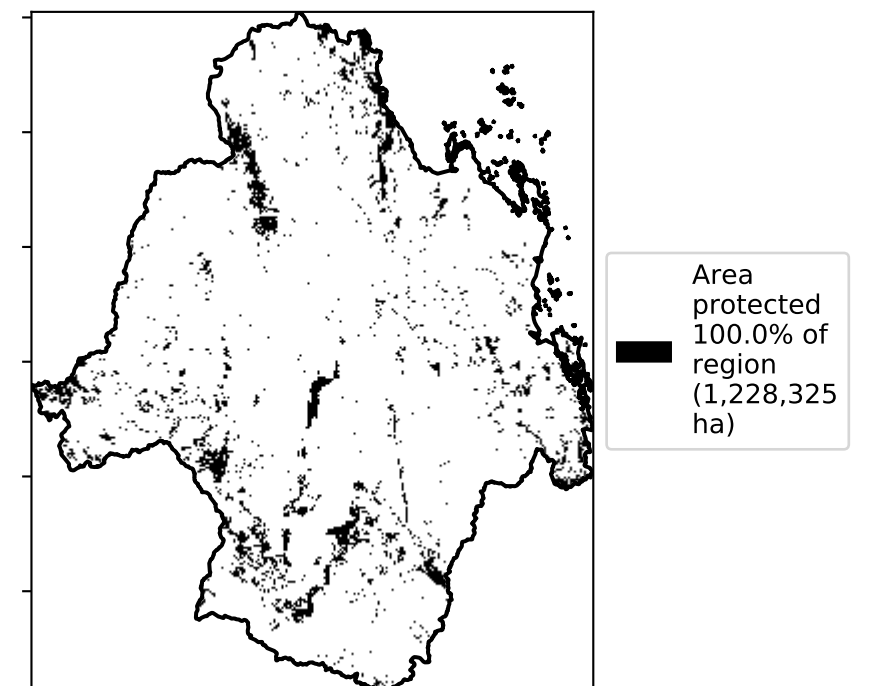 Area
protected
100.0% of
region
(1,228,325
ha)